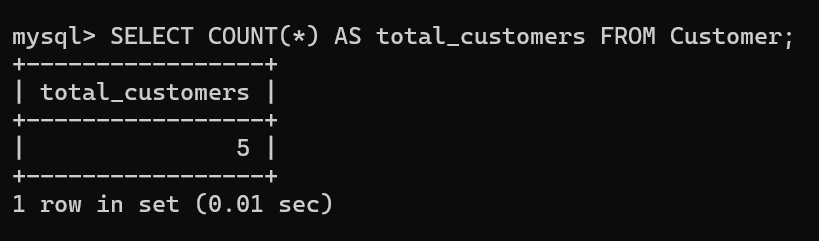 mysql> SELECT COUNT(*) AS total_customers FROM Customer;
+-----------------+
| total_customers |
+-----------------+
|               5 |
+-----------------+
1 row in set (0.01 sec)